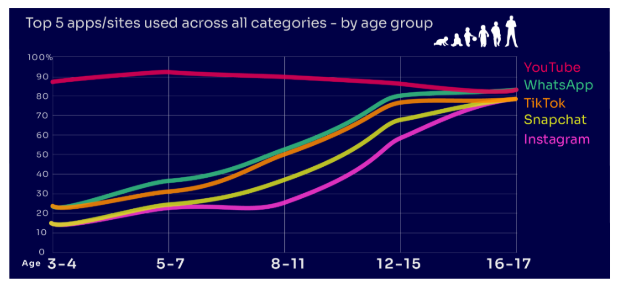 Top 5 apps/sites used across all categories - by age group
100%
90
80
70
60
50
40
30
20
10
0
YouTube
WhatsApp
TikTok
Snapchat
Instagram
Age 3-4 5-7 8-11 12-15 16-17